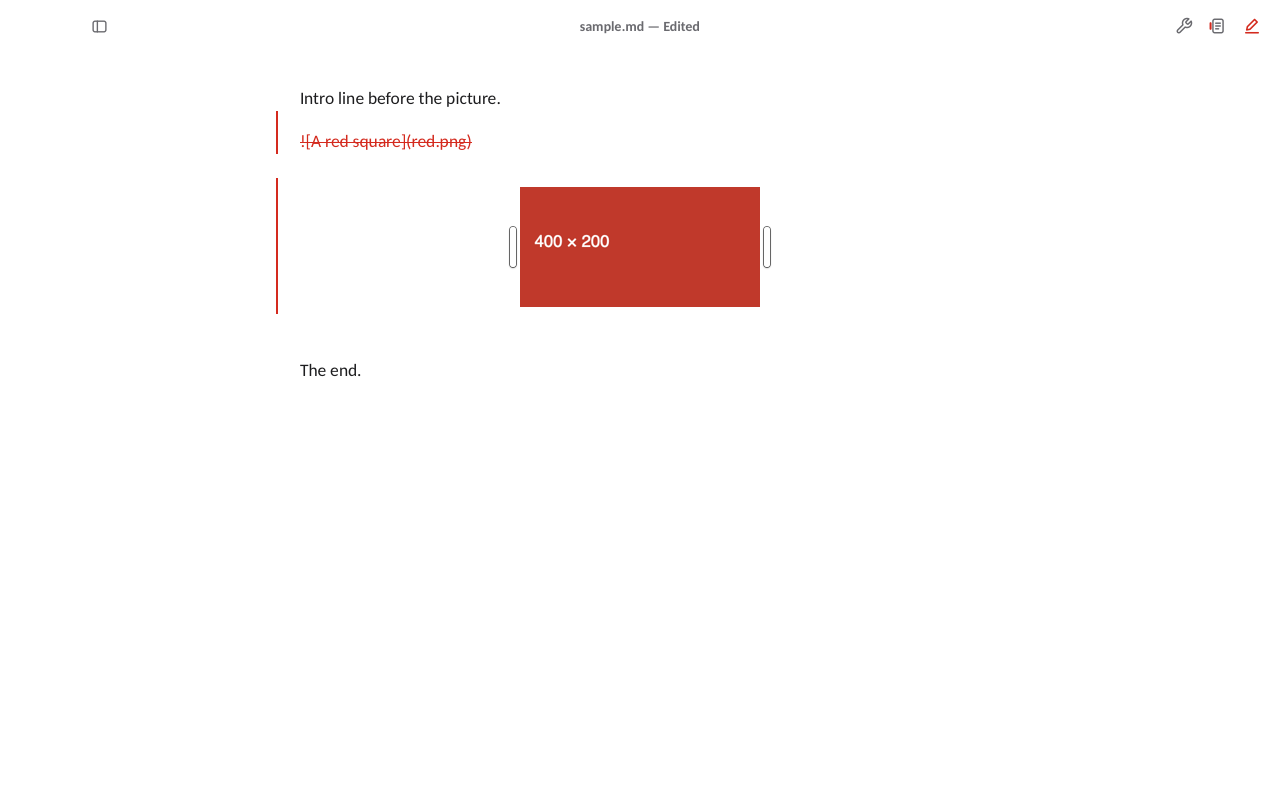 sample.md — Edited
Intro line before the picture.
![A red square](red.png)
400 × 200
The end.